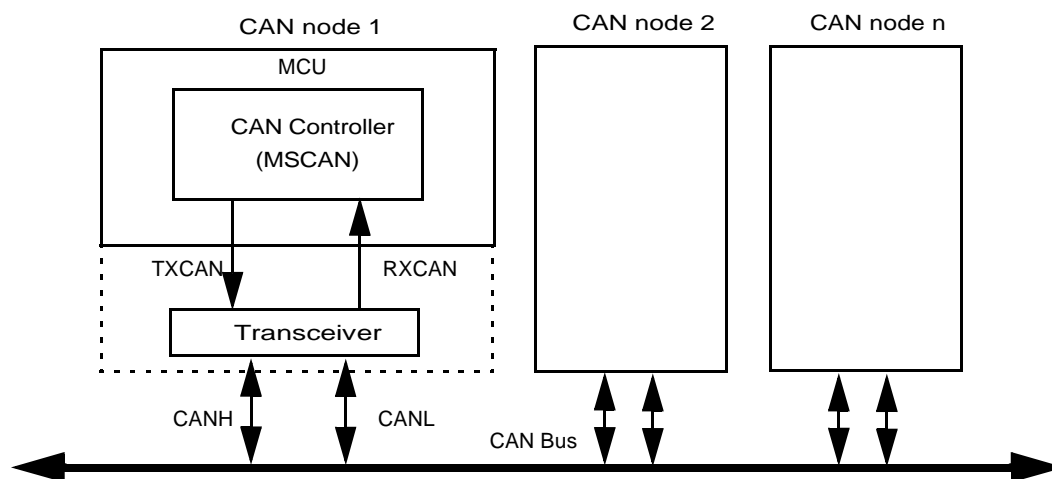 CAN node 1
CAN node 2
CAN node n
MCU
CAN Controller
(MSCAN)
TXCAN
RXCAN
Transceiver
CANH
CANL
CAN Bus